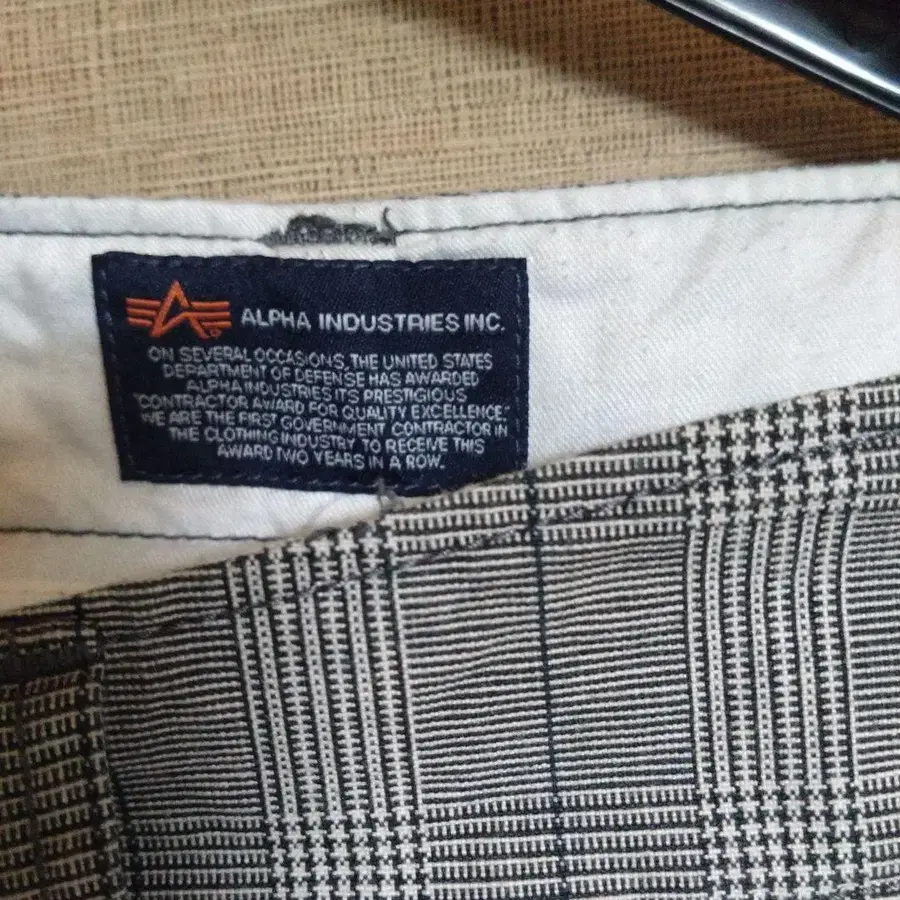 ALPHA INDUSTRIES INC.
ON SEVERAL OCCASIONS, THE UNITED STATES
DEPARTMENT OF DEFENSE HAS AWARDED
ALPHA INDUSTRIES ITS PRESTIGIOUS
"CONTRACTOR AWARD FOR QUALITY EXCELLENCE."
WE ARE THE FIRST GOVERNMENT CONTRACTOR IN
THE CLOTHING INDUSTRY TO RECEIVE THIS
AWARD TWO YEARS IN A ROW.